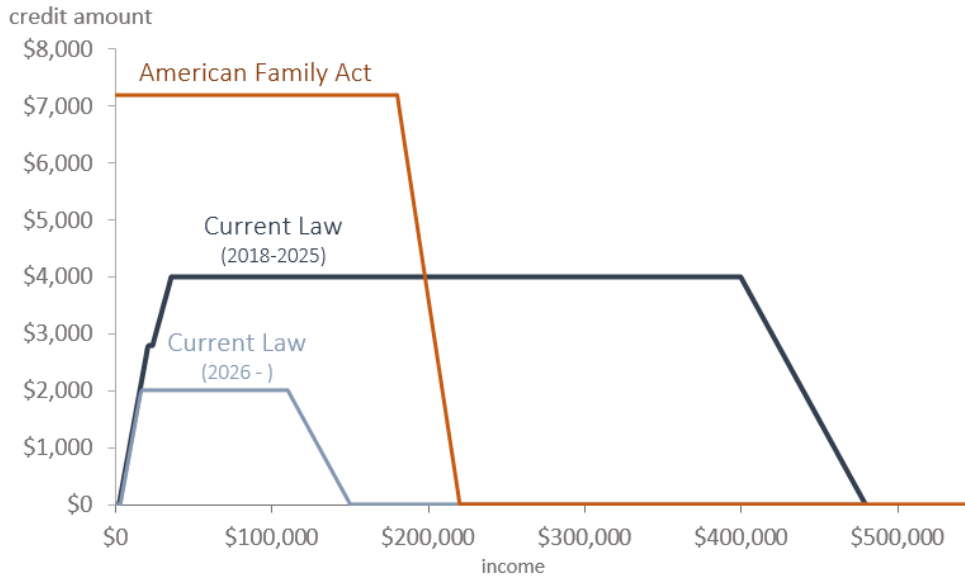 credit amount
$8,000
American Family Act
$7,000
$6,000
$5,000
Current Law
(2018-2025)
$4,000
$3,000
Current Law
(2026 - )
$2,000
$1,000
$0
$0 $100,000 $200,000 $300,000 $400,000 $500,000
income